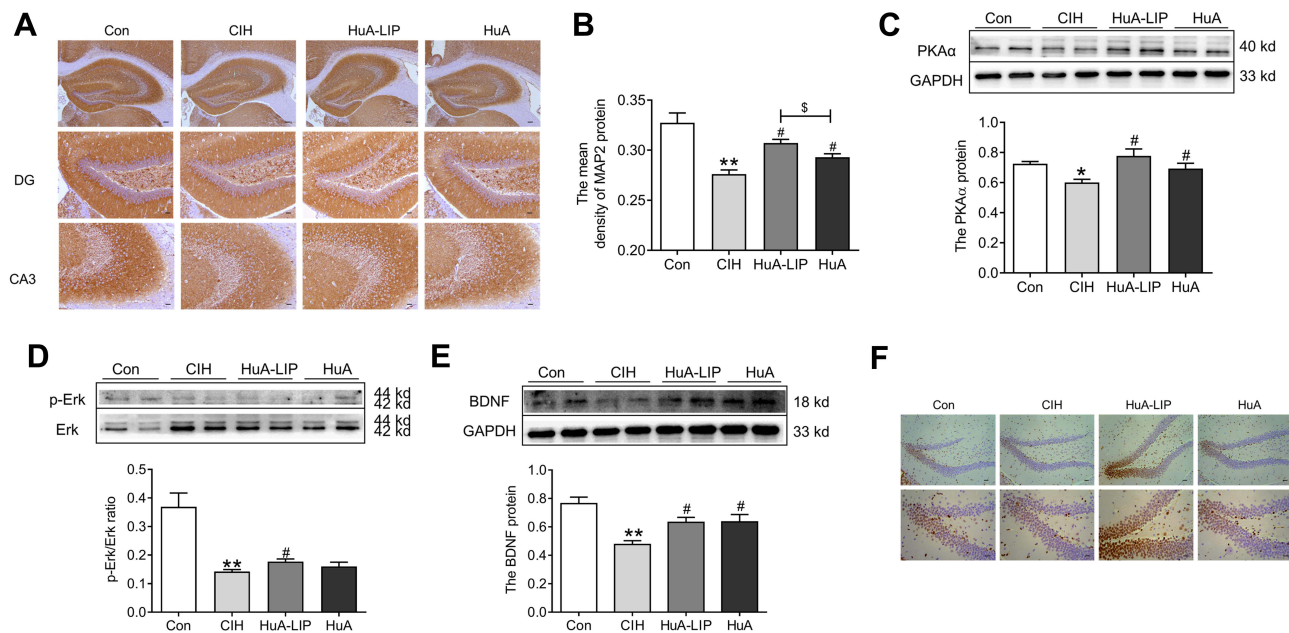 A
Con CIH HuA-LIP HuA
DG
CA3
B
The mean
density of MAP2 protein
0.35
0.30
0.25
0.20
**
#
$
#
Con CIH HuA-LIP HuA
C
Con CIH HuA-LIP HuA
PKAα 40 kd
GAPDH 33 kd
The PKAα protein
1.0
0.8
0.6
0.4
0.2
0.0
*
#
#
Con CIH HuA-LIP HuA
D
Con CIH HuA-LIP HuA
p-Erk 44 kd
42 kd
Erk 44 kd
42 kd
p-Erk/Erk ratio
0.5
0.4
0.3
0.2
0.1
0.0
**
#
Con CIH HuA-LIP HuA
E
Con CIH HuA-LIP HuA
BDNF 18 kd
GAPDH 33 kd
The BDNF protein
1.0
0.8
0.6
0.4
0.2
0.0
**
#
#
Con CIH HuA-LIP HuA
F
Con CIH HuA-LIP HuA